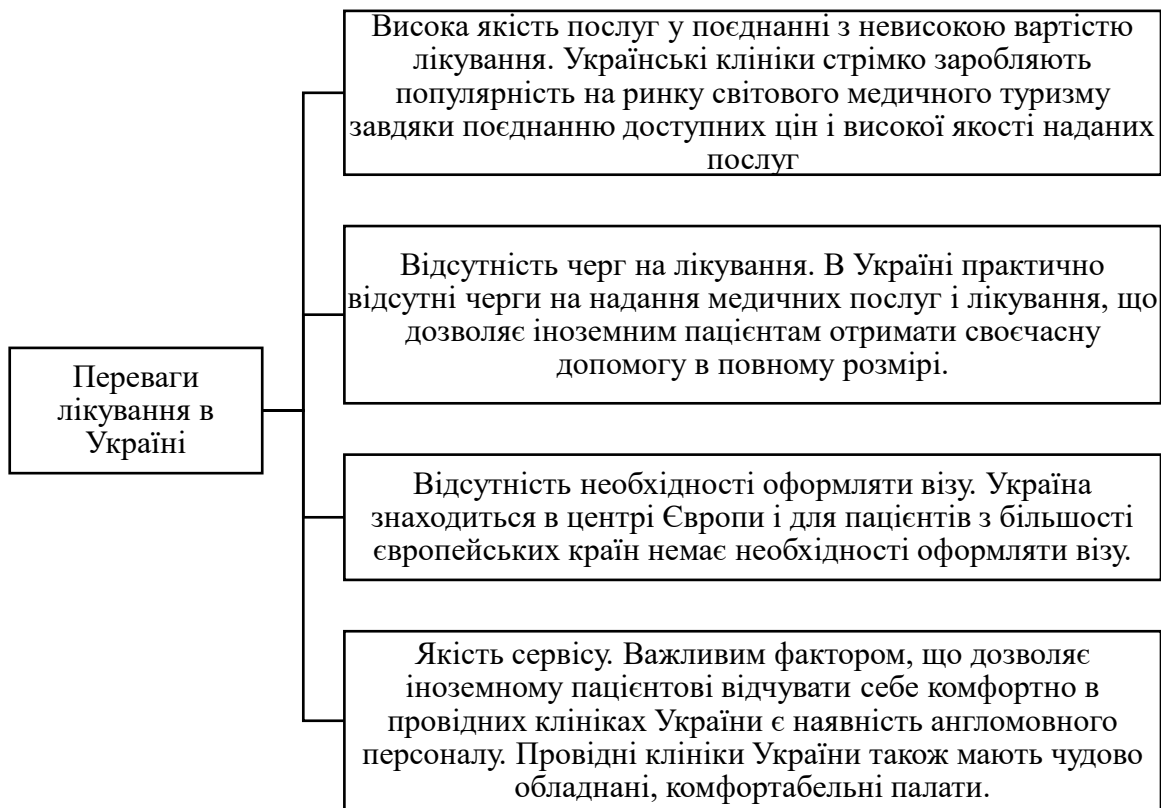 Висока якість послуг у поєднанні з невисокою вартістю
лікування. Українські клініки стрімко заробляють
популярність на ринку світового медичного туризму
завдяки поєднанню доступних цін і високої якості наданих
послуг
Відсутність черг на лікування. В Україні практично
відсутні черги на надання медичних послуг і лікування, що
дозволяє іноземним пацієнтам отримати своєчасну
допомогу в повному розмірі.
Переваги
лікування в
Україні
Відсутність необхідності оформляти візу. Україна
знаходиться в центрі Європи і для пацієнтів з більшості
європейських країн немає необхідності оформляти візу.
Якість сервісу. Важливим фактором, що дозволяє
іноземному пацієнтові відчувати себе комфортно в
провідних клініках України є наявність англомовного
персоналу. Провідні клініки України також мають чудово
обладнані, комфортабельні палати.